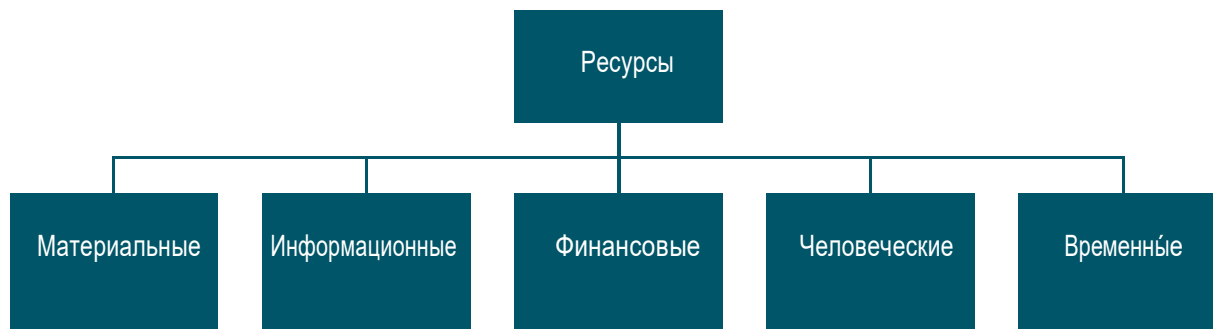 Ресурсы
Материальные
Информационные
Финансовые
Человеческие
Временны́е